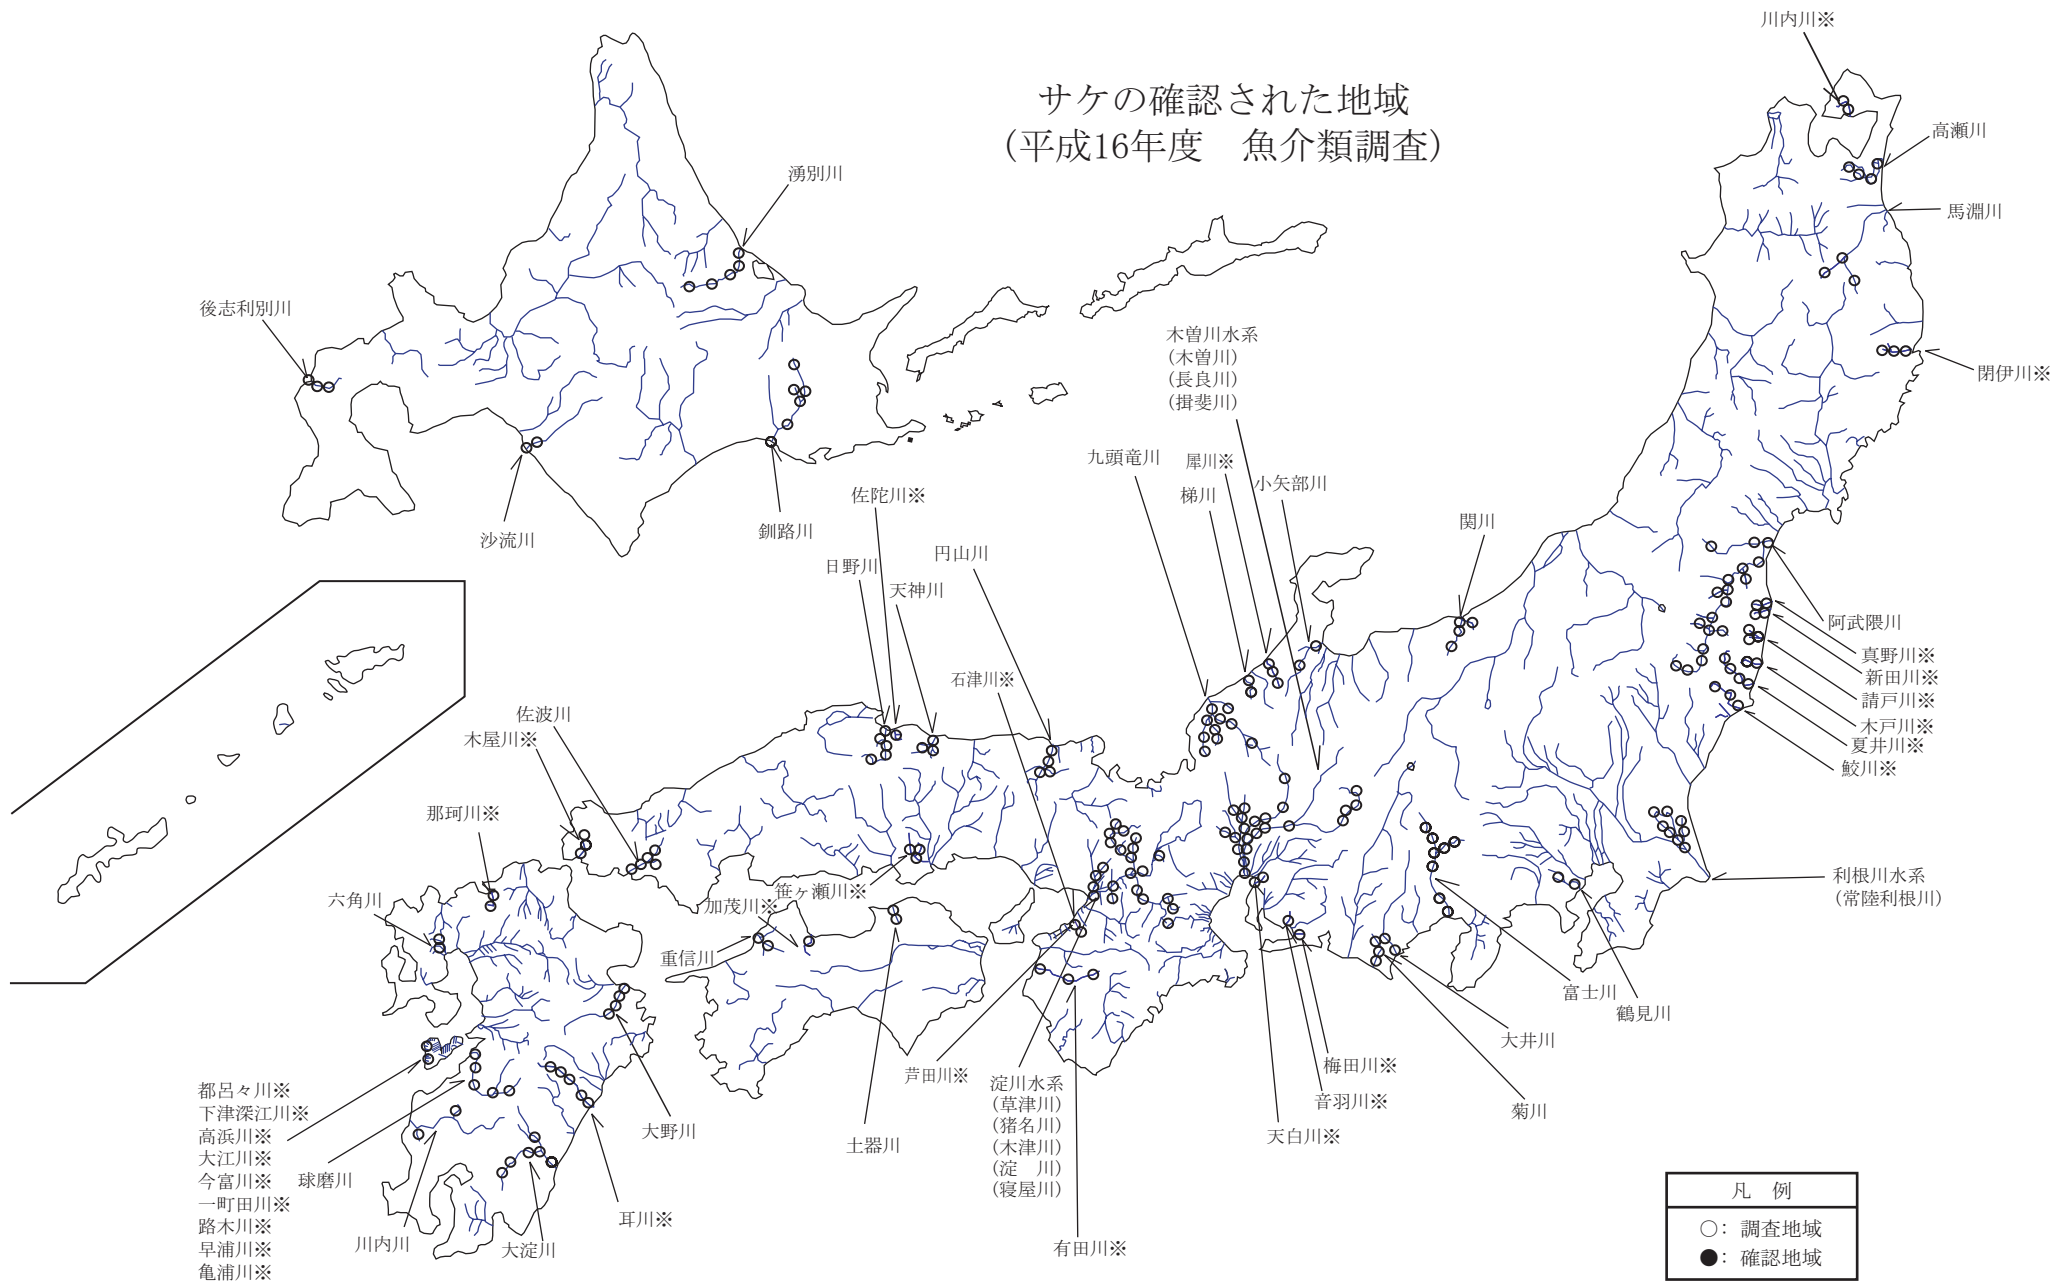 サケの確認された地域
(平成16年度　魚介類調査)
川内川※
高瀬川
馬淵川
閉伊川※
湧別川
後志利別川
沙流川
釧路川
木曽川水系
(木曽川)
(長良川)
(揖斐川)
九頭竜川
犀川※
梯川
小矢部川
関川
佐陀川※
日野川
天神川
円山川
石津川※
阿武隈川
真野川※
新田川※
請戸川※
木戸川※
夏井川※
鮫川※
佐波川
木屋川※
那珂川※
六角川
笹ヶ瀬川※
加茂川※
重信川
利根川水系
(常陸利根川)
富士川
鶴見川
大井川
菊川
梅田川※
音羽川※
天白川※
芦田川※
淀川水系
(草津川)
(猪名川)
(木津川)
(淀　川)
(寝屋川)
有田川※
土器川
大野川
耳川※
大淀川
川内川
球磨川
都呂々川※
下津深江川※
高浜川※
大江川※
今富川※
一町田川※
路木川※
早浦川※
亀浦川※
凡　例
○：調査地域
●：確認地域